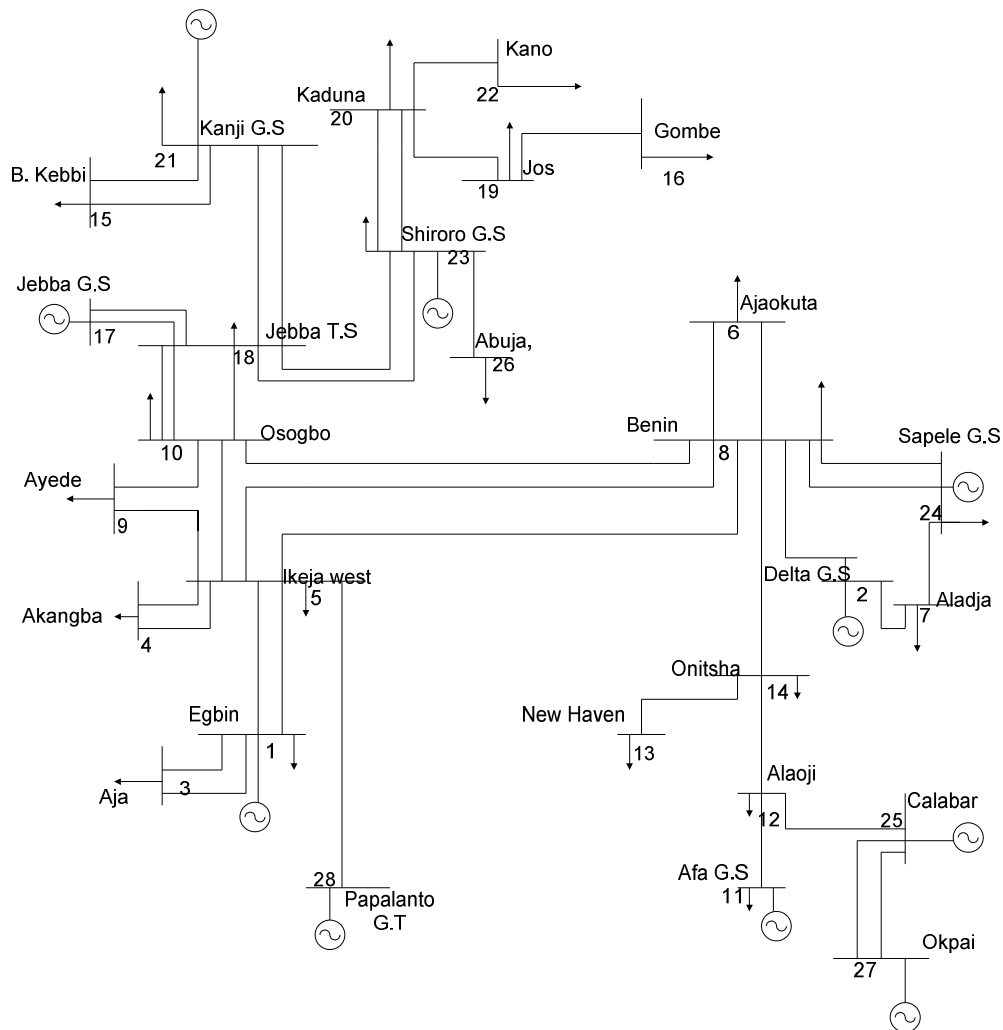 Kano
22
Kaduna
20
Gombe
16
Kanji G.S
21
Jos
19
B. Kebbi
15
Shiroro G.S
23
Jebba G.S
17
Jebba T.S
18
Ajaokuta
6
Abuja,
26
Osogbo
10
Benin
8
Sapele G.S
24
Ayede
9
Ikeja west
5
Delta G.S
2
Aladja
7
Akangba
4
Onitsha
14
Egbin
1
New Haven
13
Aja
3
Alaoji
12
Calabar
25
28
Papalanto
G.T
Afa G.S
11
Okpai
27